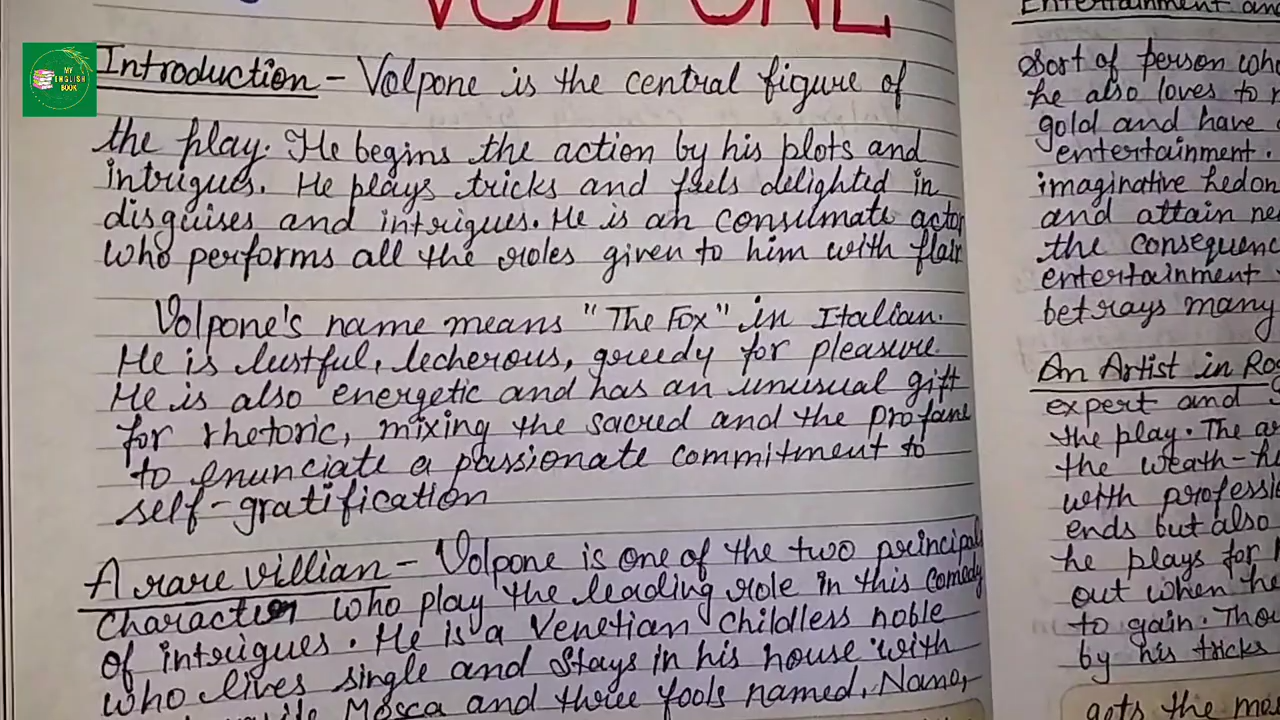 VOLPONE
MY
ENGLISH
BOOK
Introduction - Volpone is the central figure of
the play. He begins the action by his plots and
intrigues. He plays tricks and fuels delighted in
disguises and intrigues. He is an consulmate actor
who performs all the roles given to him with flair
Volpone's name means "The Fox" in Italian.
He is lustful, lecherous, greedy for pleasure.
He is also energetic and has an unusual gift
for rhetoric, mixing the sacred and the profane
to enunciate a passionate commitment to
self-gratification
A rare villian - Volpone is one of the two principal
character who play the leading role in this comedy
of intrigues. He is a Venetian childless noble
who lives single and stays in his house with
Mosca and three fools named, Nano,
Entertainment an
Sort of person who
he also loves to
gold and have
entertainment.
imaginative hedon
and attain ne
the consequenc
entertainment
betrays many
An Artist in Ro
expert and
the play. The a
the weath-h
with professi
ends but also
he plays for
out when he
to gain. Thou
by his tricks
gots the mos